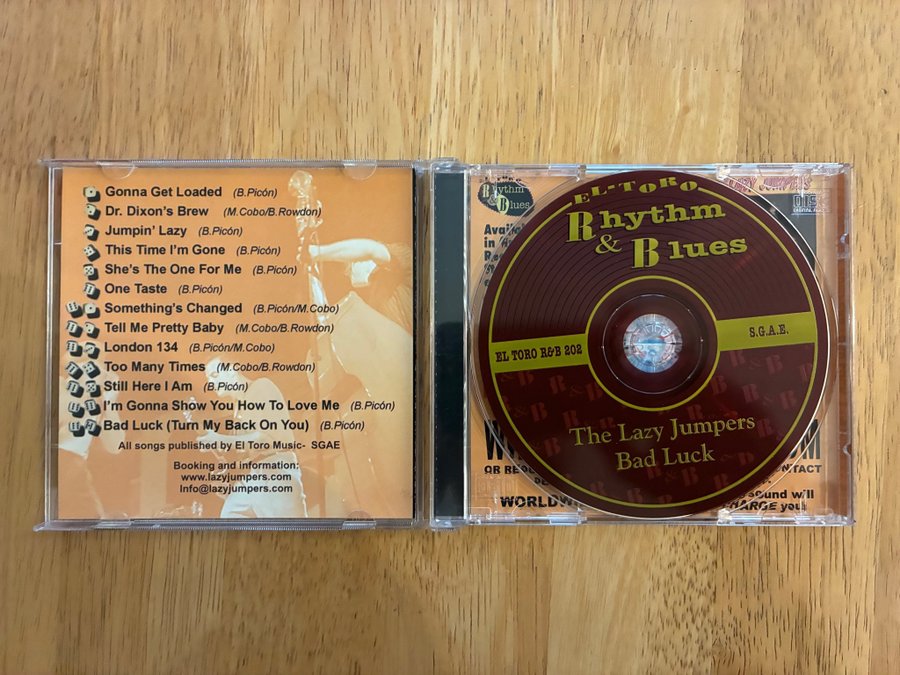 Gonna Get Loaded (B.Picón)
Dr. Dixon's Brew (M.Cobo/B.Rowdon)
Jumpin' Lazy (B.Picón)
This Time I'm Gone (B.Picón)
She's The One For Me (B.Picón)
One Taste (B.Picón)
Something's Changed (B.Picón/M.Cobo)
Tell Me Pretty Baby (M.Cobo/B.Rowdon)
London 134 (B.Picón/M.Cobo)
Too Many Times (M.Cobo/B.Rowdon)
Still Here I Am (B.Picón)
I'm Gonna Show You How To Love Me (B.Picón)
Bad Luck (Turn My Back On You) (B.Picón)
All songs published by El Toro Music- SGAE
Booking and information:
www.lazyjumpers.com
Info@lazyjumpers.com
Rhythm
& Blues
EL-TORO
Rhythm
& Blues
EL TORO R&B 202
S.G.A.E.
The Lazy Jumpers
Bad Luck
LAZY JUMPERS